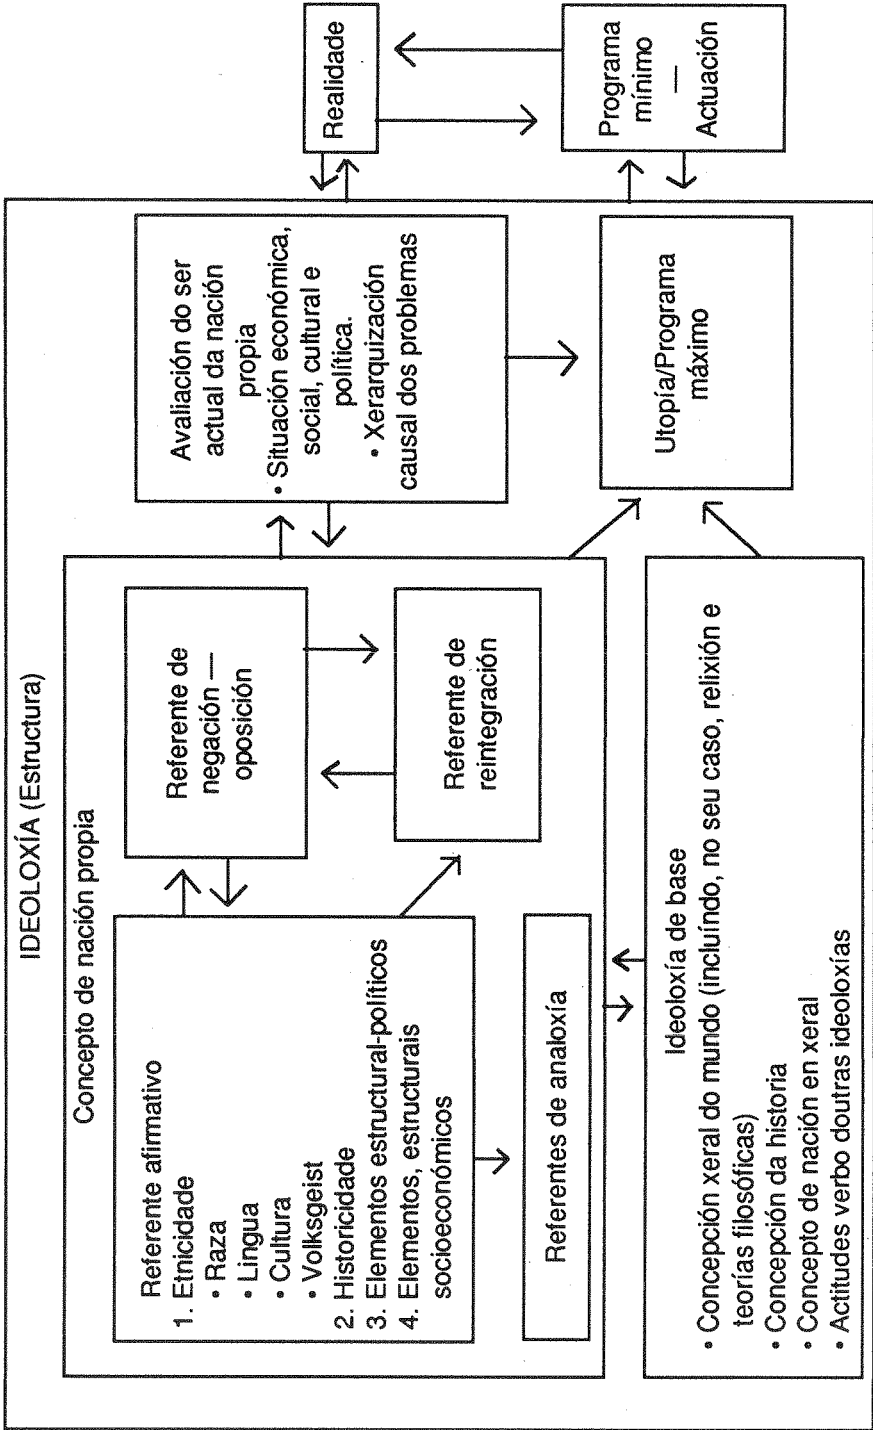 IDEOLOXÍA (Estructura)
Concepto de nación propia
Referente afirmativo
1. Etnicidade
• Raza
• Lingua
• Cultura
• Volksgeist
2. Historicidade
3. Elementos estructural-políticos
4. Elementos, estructurais
socioeconómicos
Referente de
negación —
oposición
Referente de
reintegración
Referentes de analoxía
Ideoloxía de base
• Concepción xeral do mundo (incluíndo, no seu caso, relixión e
teorías filosóficas)
• Concepción da historia
• Concepto de nación en xeral
• Actitudes verbo doutras ideoloxías
Avaliación do ser
actual da nación
propia
• Situación económica,
social, cultural e
política.
• Xerarquización
causal dos problemas
Utopía/Programa
máximo
Realidade
Programa
mínimo
—
Actuación